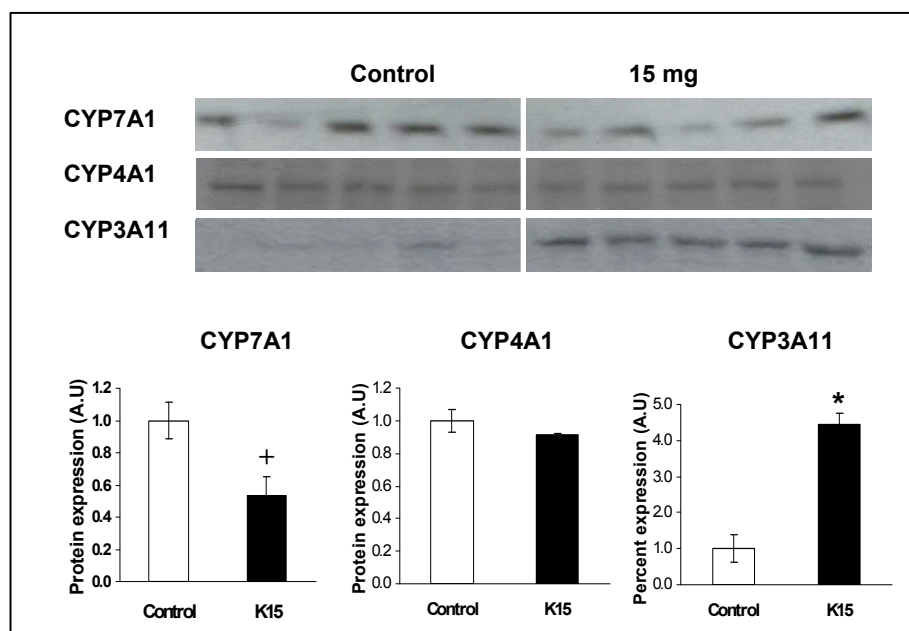 Control 15 mg
CYP7A1
CYP4A1
CYP3A11
CYP7A1 CYP4A1 CYP3A11
Protein expression (A.U)
1.2
1.0
0.8
0.6
0.4
0.2
0.0
+
Control K15
Protein expression (A.U)
1.2
1.0
0.8
0.6
0.4
0.2
0.0
Control K15
Percent expression (A.U)
5.0
4.0
3.0
2.0
1.0
0.0
*
Control K15